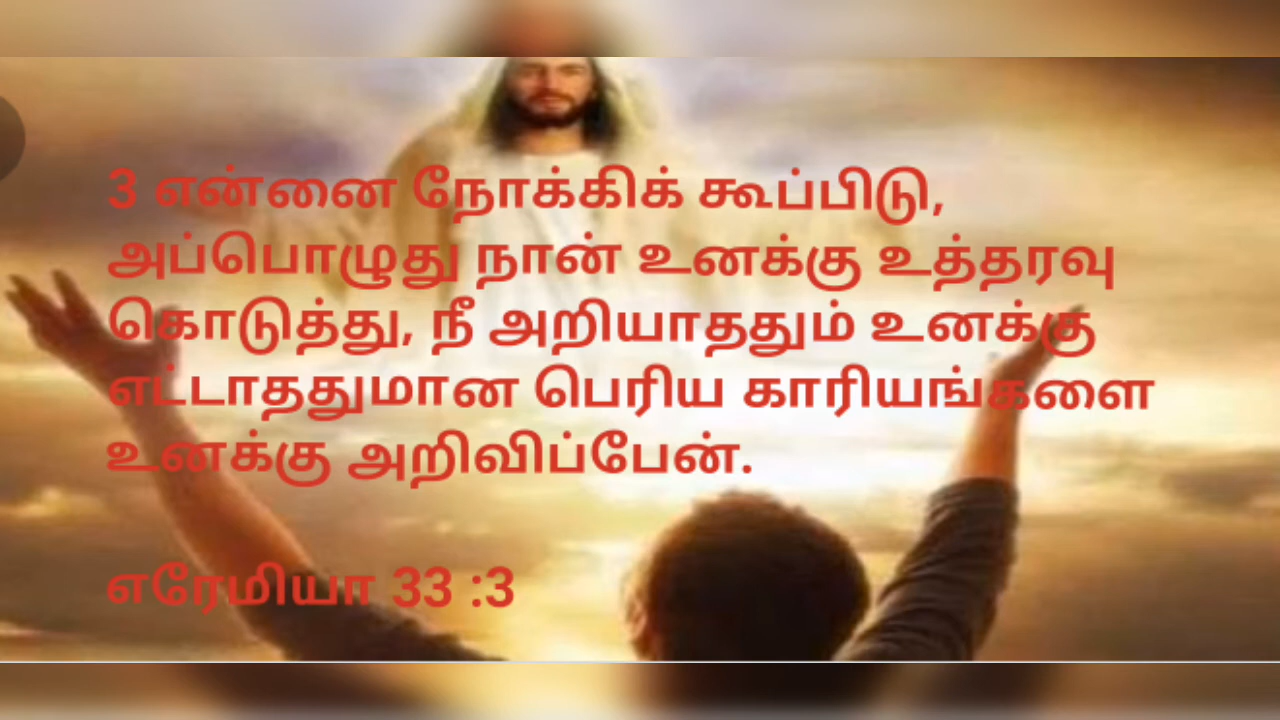 3 என்னை நோக்கிக் கூப்பிடு,
அப்பொழுது நான் உனக்கு உத்தரவு
கொடுத்து, நீ அறியாததும் உனக்கு
எட்டாததுமான பெரிய காரியங்களை
உனக்கு அறிவிப்பேன்.
எரேமியா 33 :3